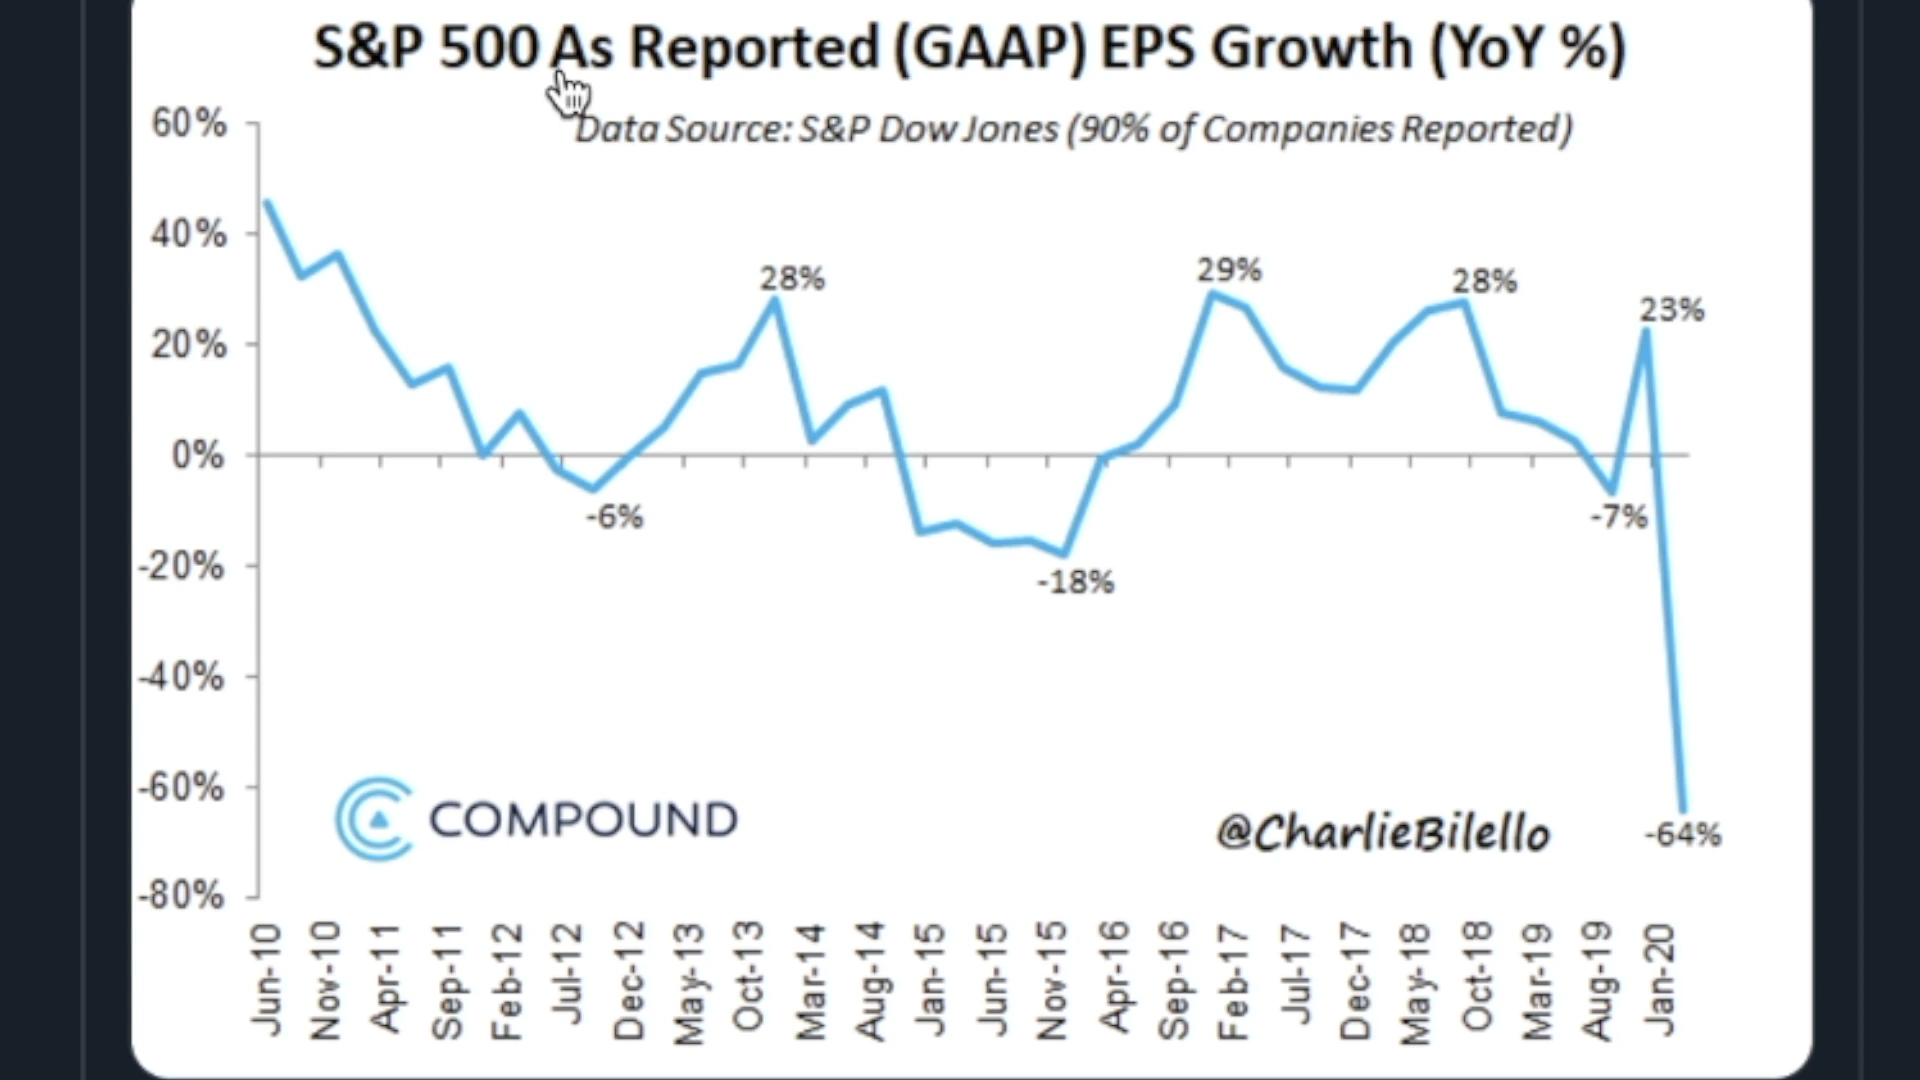 S&P 500 As Reported (GAAP) EPS Growth (YoY %)
Data Source: S&P Dow Jones (90% of Companies Reported)
60%
40%
20%
0%
-20%
-40%
-60%
-80%
28%
29%
28%
23%
-6%
-18%
-7%
-64%
COMPOUND
@CharlieBilello
Jun-10
Nov-10
Apr-11
Sep-11
Feb-12
Jul-12
Dec-12
May-13
Oct-13
Mar-14
Aug-14
Jan-15
Jun-15
Nov-15
Apr-16
Sep-16
Feb-17
Jul-17
Dec-17
May-18
Oct-18
Mar-19
Aug-19
Jan-20